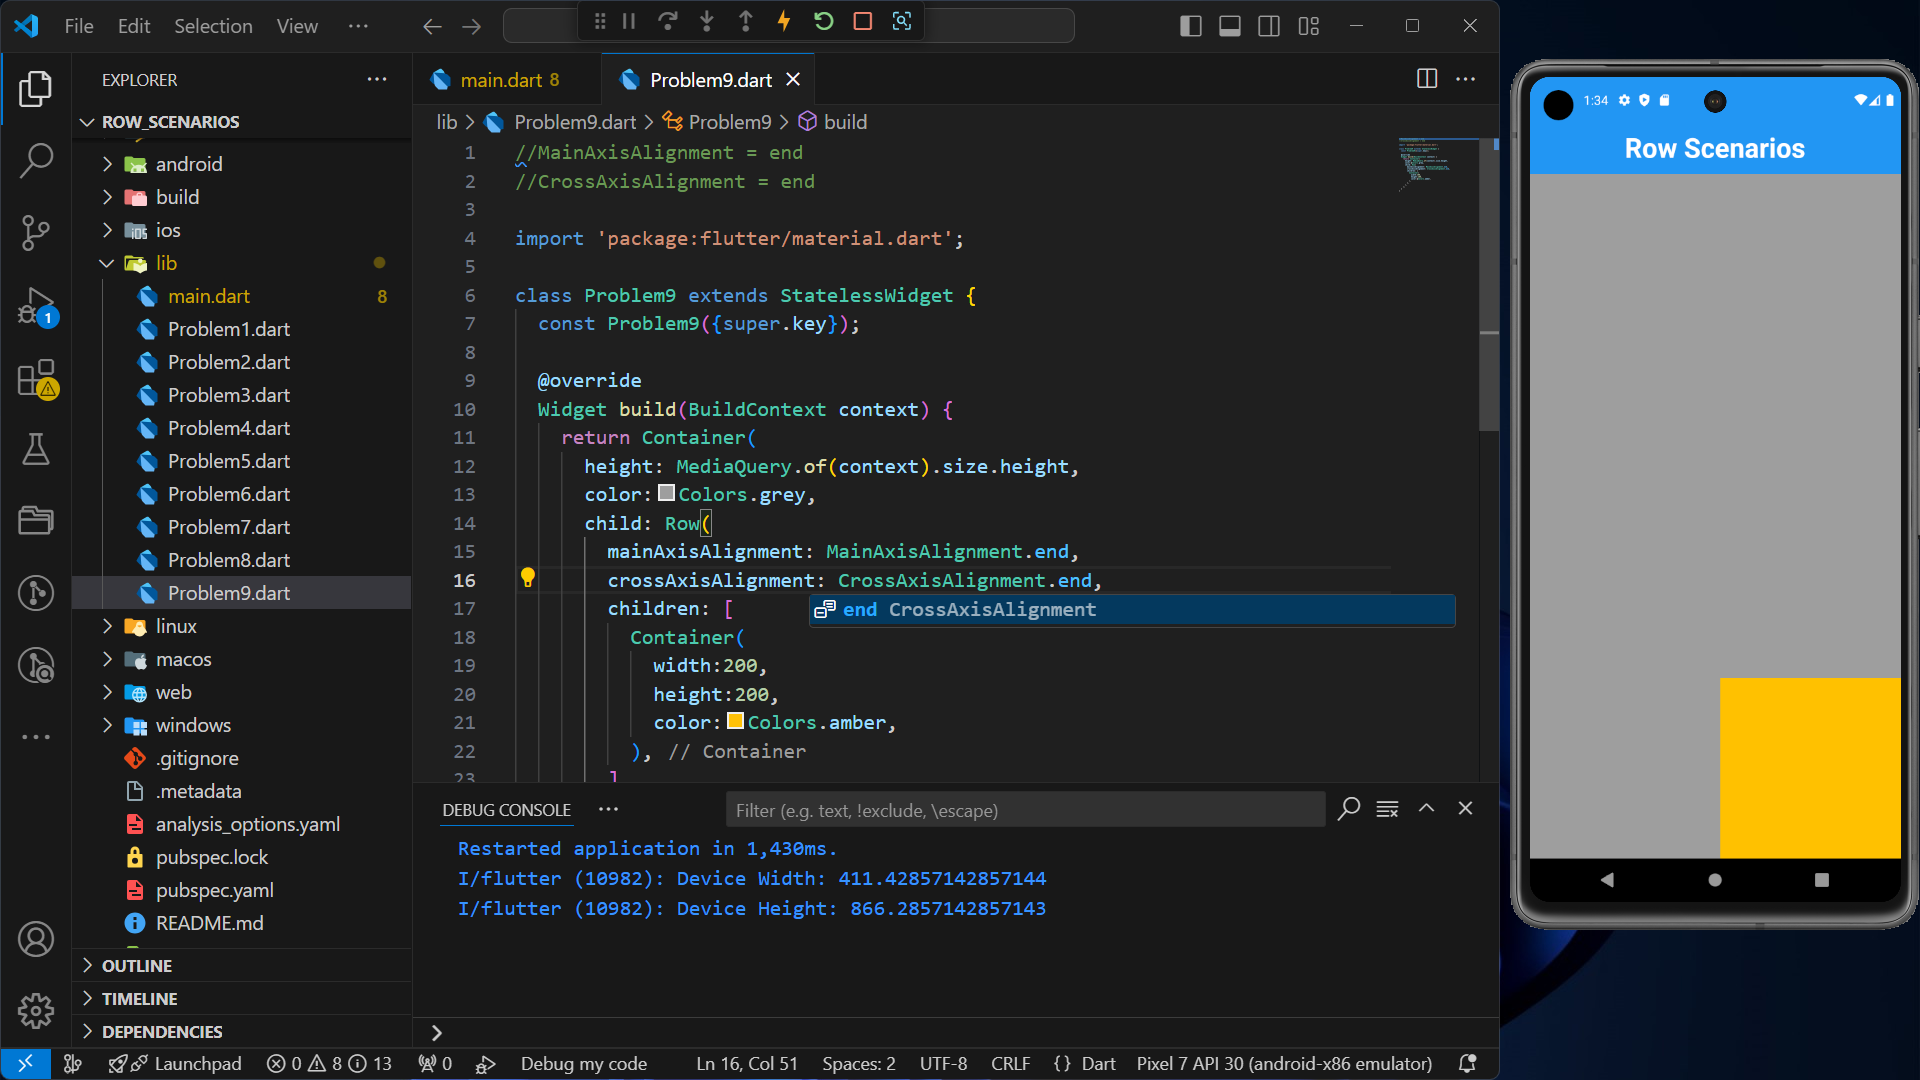 File Edit Selection View ...
EXPLORER ...
ROW_SCENARIOS
android
build
ios
lib
main.dart 8
Problem1.dart
Problem2.dart
Problem3.dart
Problem4.dart
Problem5.dart
Problem6.dart
Problem7.dart
Problem8.dart
Problem9.dart
linux
macos
web
windows
.gitignore
.metadata
analysis_options.yaml
pubspec.lock
pubspec.yaml
README.md
OUTLINE
TIMELINE
DEPENDENCIES
1
main.dart 8 Problem9.dart
lib > Problem9.dart > Problem9 > build
1 //MainAxisAlignment = end
2 //CrossAxisAlignment = end
3
4 import 'package:flutter/material.dart';
5
6 class Problem9 extends StatelessWidget {
7 const Problem9({super.key});
8
9 @override
10 Widget build(BuildContext context) {
11 return Container(
12 height: MediaQuery.of(context).size.height,
13 color: Colors.grey,
14 child: Row(
15 mainAxisAlignment: MainAxisAlignment.end,
16 crossAxisAlignment: CrossAxisAlignment.end,
17 children: [
end CrossAxisAlignment
18 Container(
19 width:200,
20 height:200,
21 color: Colors.amber,
22 ), // Container
23 ]
DEBUG CONSOLE ...
Filter (e.g. text, !exclude, \escape)
Restarted application in 1,430ms.
I/flutter (10982): Device Width: 411.42857142857144
I/flutter (10982): Device Height: 866.2857142857143
>
Launchpad 0 8 13 0 Debug my code Ln 16, Col 51 Spaces: 2 UTF-8 CRLF {} Dart Pixel 7 API 30 (android-x86 emulator)
1:34
Row Scenarios